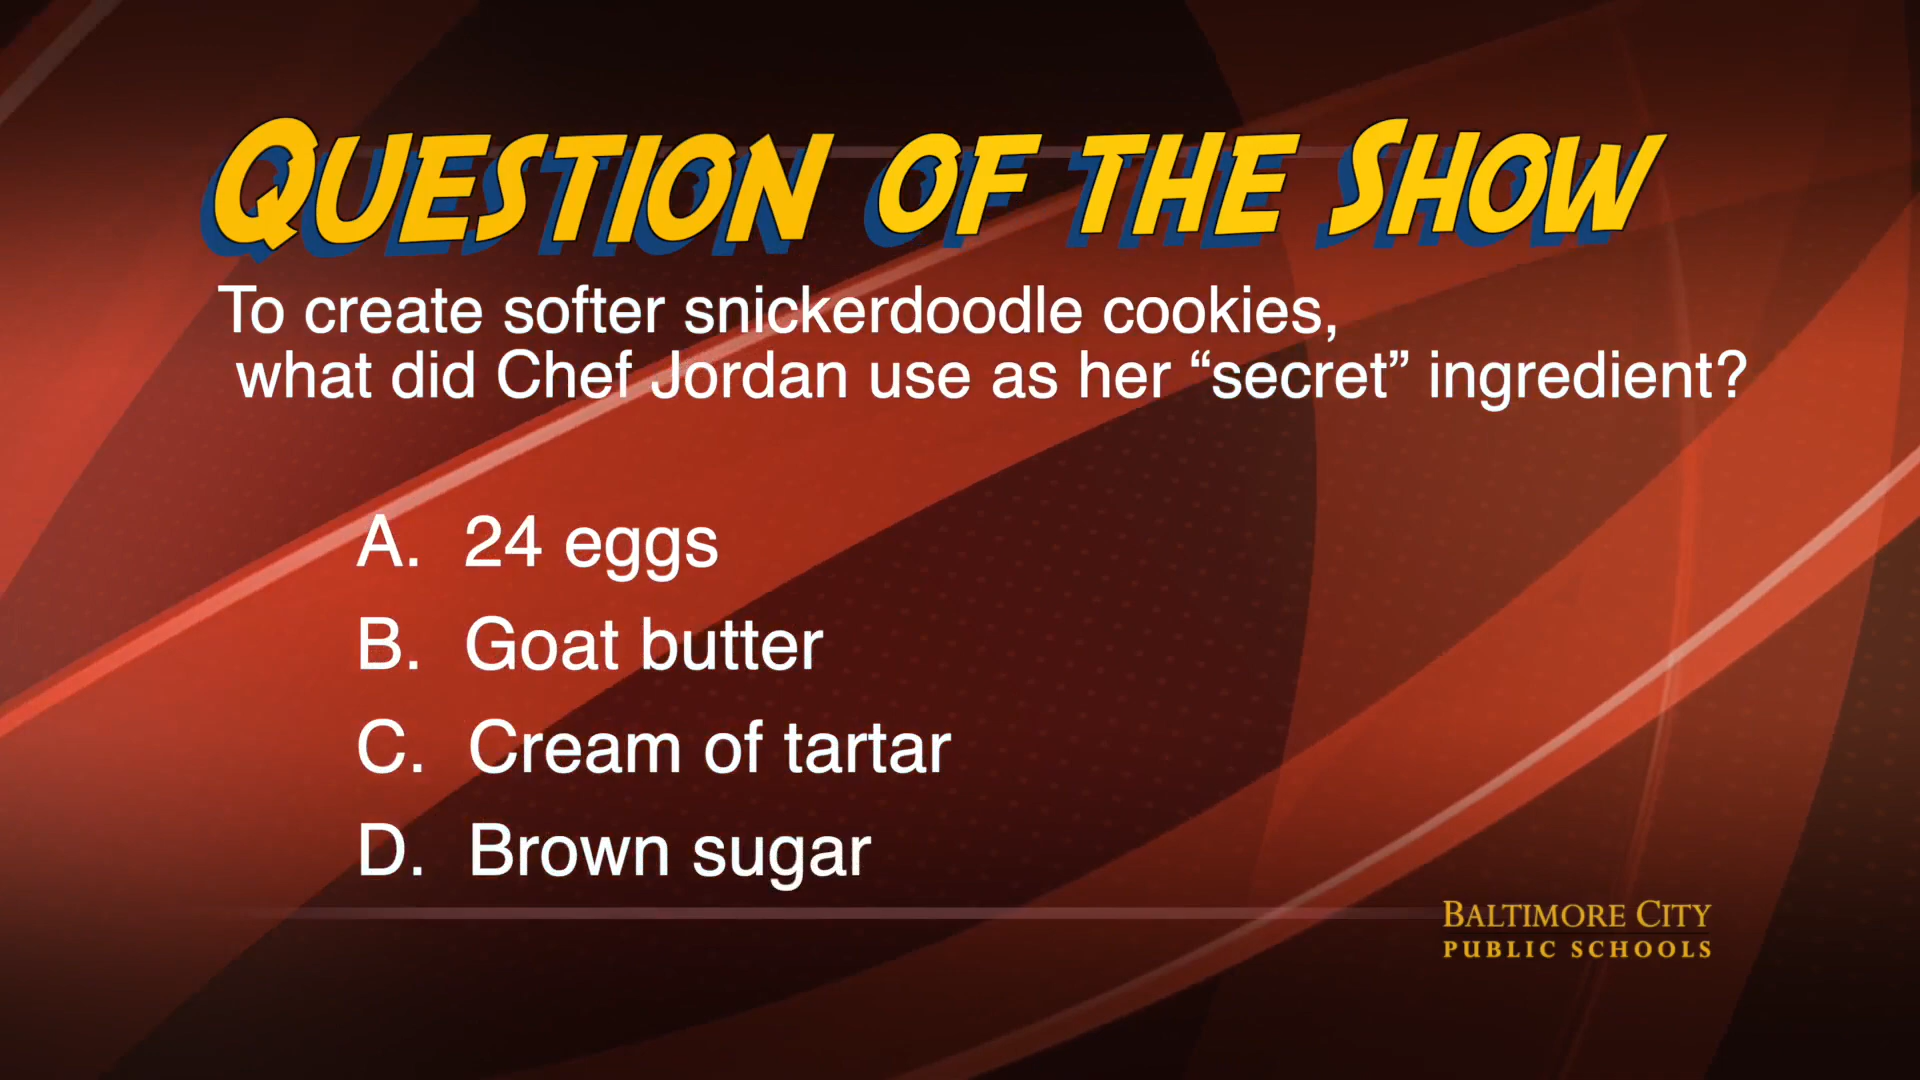 QUESTION OF THE SHOW
To create softer snickerdoodle cookies,
what did Chef Jordan use as her “secret” ingredient?
A. 24 eggs
B. Goat butter
C. Cream of tartar
D. Brown sugar
BALTIMORE CITY
PUBLIC SCHOOLS